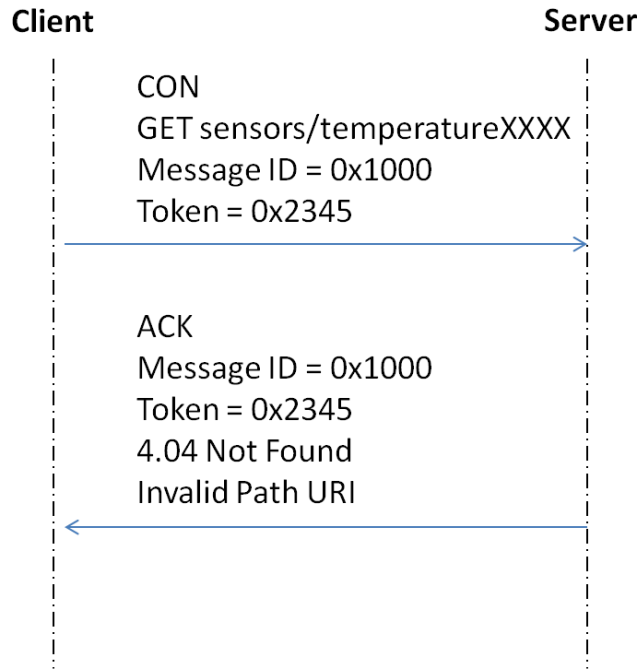 Client
Server
CON
GET sensors/temperatureXXXX
Message ID = 0x1000
Token = 0x2345
ACK
Message ID = 0x1000
Token = 0x2345
4.04 Not Found
Invalid Path URI